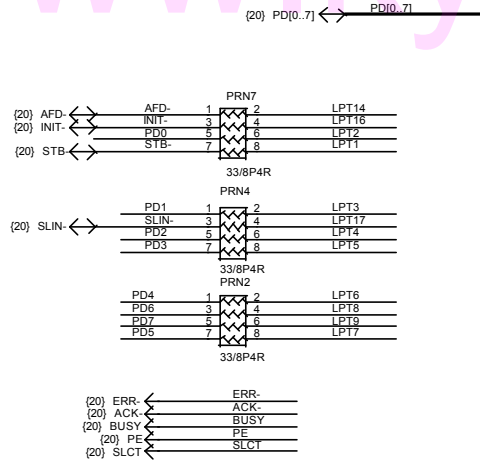 {20} PD[0..7] PD[0..7]
PRN7
{20} AFD- AFD- 1 2 LPT14
{20} INIT- INIT- 3 4 LPT16
PD0 5 6 LPT2
{20} STB- STB- 7 8 LPT1
33/8P4R
PRN4
PD1 1 2 LPT3
{20} SLIN- SLIN- 3 4 LPT17
PD2 5 6 LPT4
PD3 7 8 LPT5
33/8P4R
PRN2
PD4 1 2 LPT6
PD6 3 4 LPT8
PD7 5 6 LPT9
PD5 7 8 LPT7
33/8P4R
{20} ERR- ERR-
{20} ACK- ACK-
{20} BUSY BUSY
{20} PE PE
{20} SLCT SLCT